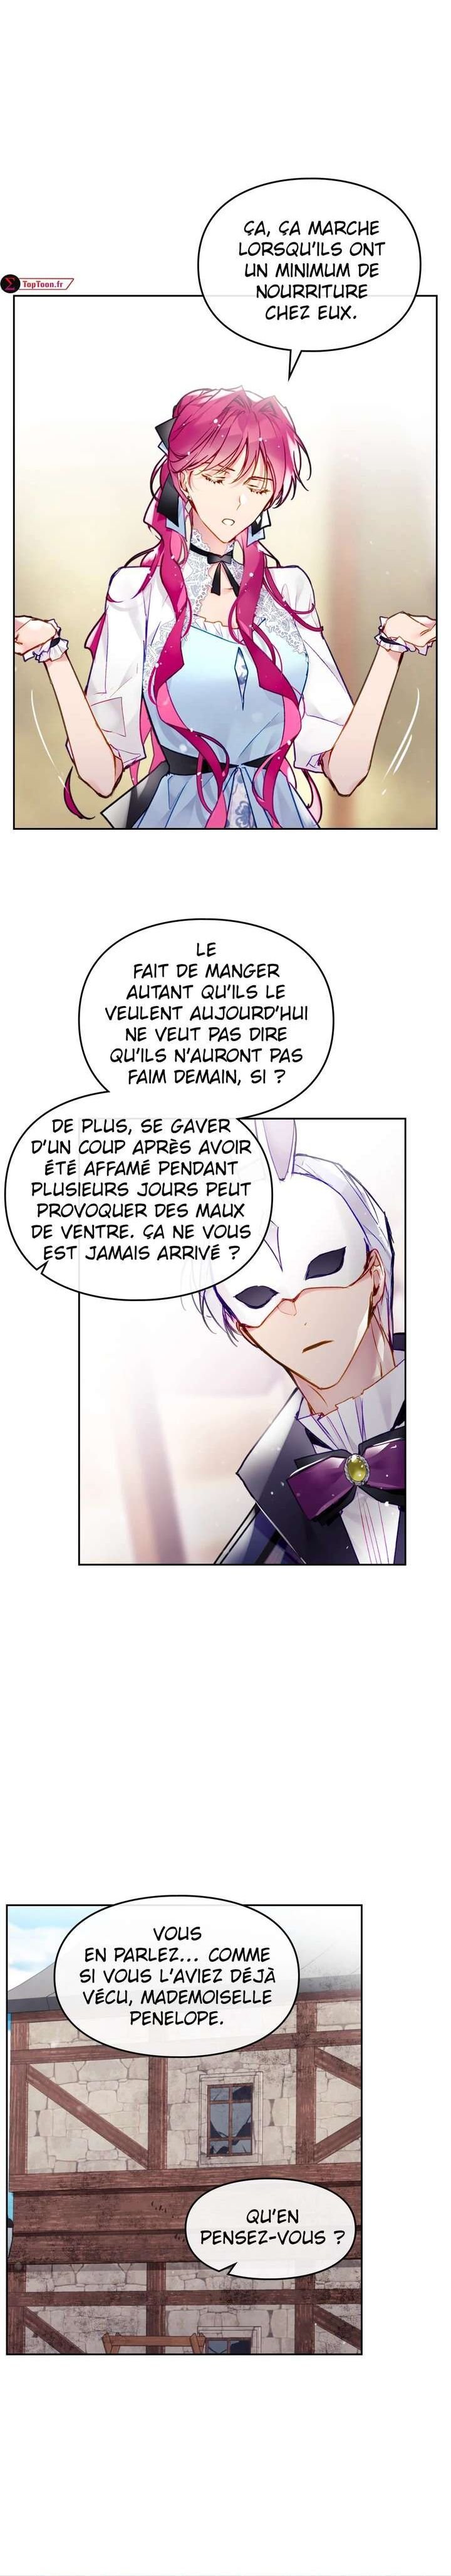 ÇA, ÇA MARCHE
LORSQU'ILS ONT
UN MINIMUM DE
NOURRITURE
CHEZ EUX.
TopToon.fr
LE
FAIT DE MANGER
AUTANT QU'ILS LE
VEULENT AUJOURD'HUI
NE VEUT PAS DIRE
QU'ILS N'AURONT PAS
FAIM DEMAIN, SI ?
DE PLUS, SE GAVER
D'UN COUP APRÈS AVOIR
ÉTÉ AFFAMÉ PENDANT
PLUSIEURS JOURS PEUT
PROVOQUER DES MAUX
DE VENTRE. ÇA NE VOUS
EST JAMAIS ARRIVÉ ?
VOUS
EN PARLEZ... COMME
SI VOUS L'AVIEZ DÉJÀ
VÉCU, MADEMOISELLE
PENELOPE.
QU'EN
PENSEZ-VOUS ?